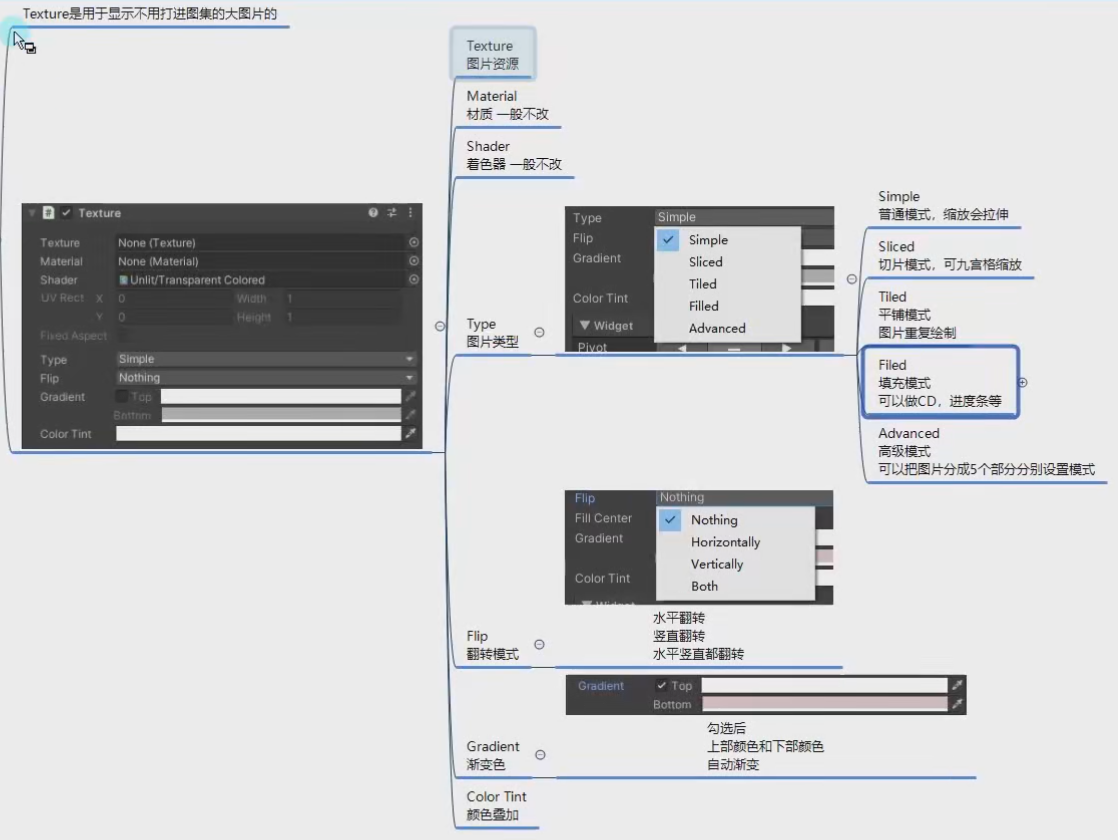 Texture是用于显示不用打进图集的大图片的
Texture
图片资源
Material
材质 一般不改
Shader
着色器 一般不改
Texture
Texture None (Texture)
Material None (Material)
Shader Unlit/Transparent Colored
UV Rect X 0 Width 1
Y 0 Height 1
Fixed Aspect
Type Simple
Flip Nothing
Gradient Top
Bottom
Color Tint
Type
图片类型
Type Simple
Flip
Gradient
Color Tint
Widget
Pivot
Simple
Sliced
Tiled
Filled
Advanced
Simple
普通模式，缩放会拉伸
Sliced
切片模式，可九宫格缩放
Tiled
平铺模式
图片重复绘制
Filed
填充模式
可以做CD，进度条等
Advanced
高级模式
可以把图片分成5个部分分别设置模式
Flip
翻转模式
Flip Nothing
Fill Center
Gradient
Color Tint
Widget
Nothing
Horizontally
Vertically
Both
水平翻转
竖直翻转
水平竖直都翻转
Gradient
渐变色
Gradient Top
Bottom
勾选后
上部颜色和下部颜色
自动渐变
Color Tint
颜色叠加